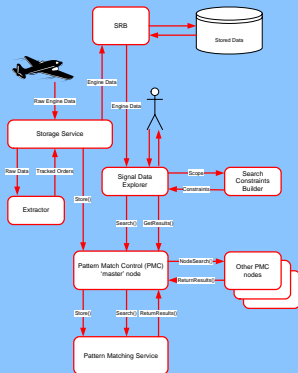 SRB
Stored Data
Engine Data
Engine Data
Raw Engine Data
Storage Service
Raw Data
Tracked Orders
Extractor
Signal Data
Explorer
Scope
Constraints
Search Constraints
Builder
Store()
Search()
GetResults()
Pattern Match Control (PMC)
'master' node
NodeSearch()
ReturnResults()
Other PMC
nodes
Store()
Search()
ReturnResults()
Pattern Matching Service